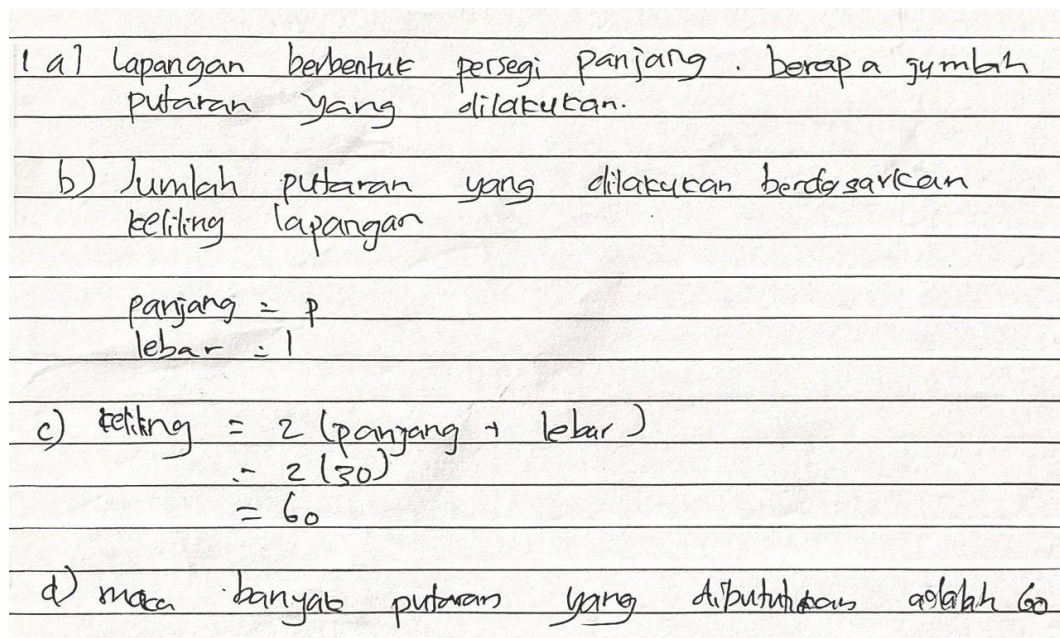 1 a] Lapangan berbentuk persegi panjang. berapa jumlah
putaran yang dilakukan.
b) Jumlah putaran yang dilakukan berdasarkan
keliling lapangan
panjang = p
lebar = l
c) keliling = 2 (panjang + lebar)
= 2 (30)
= 60
d) maka banyak putaran yang dibutuhkan adalah 60